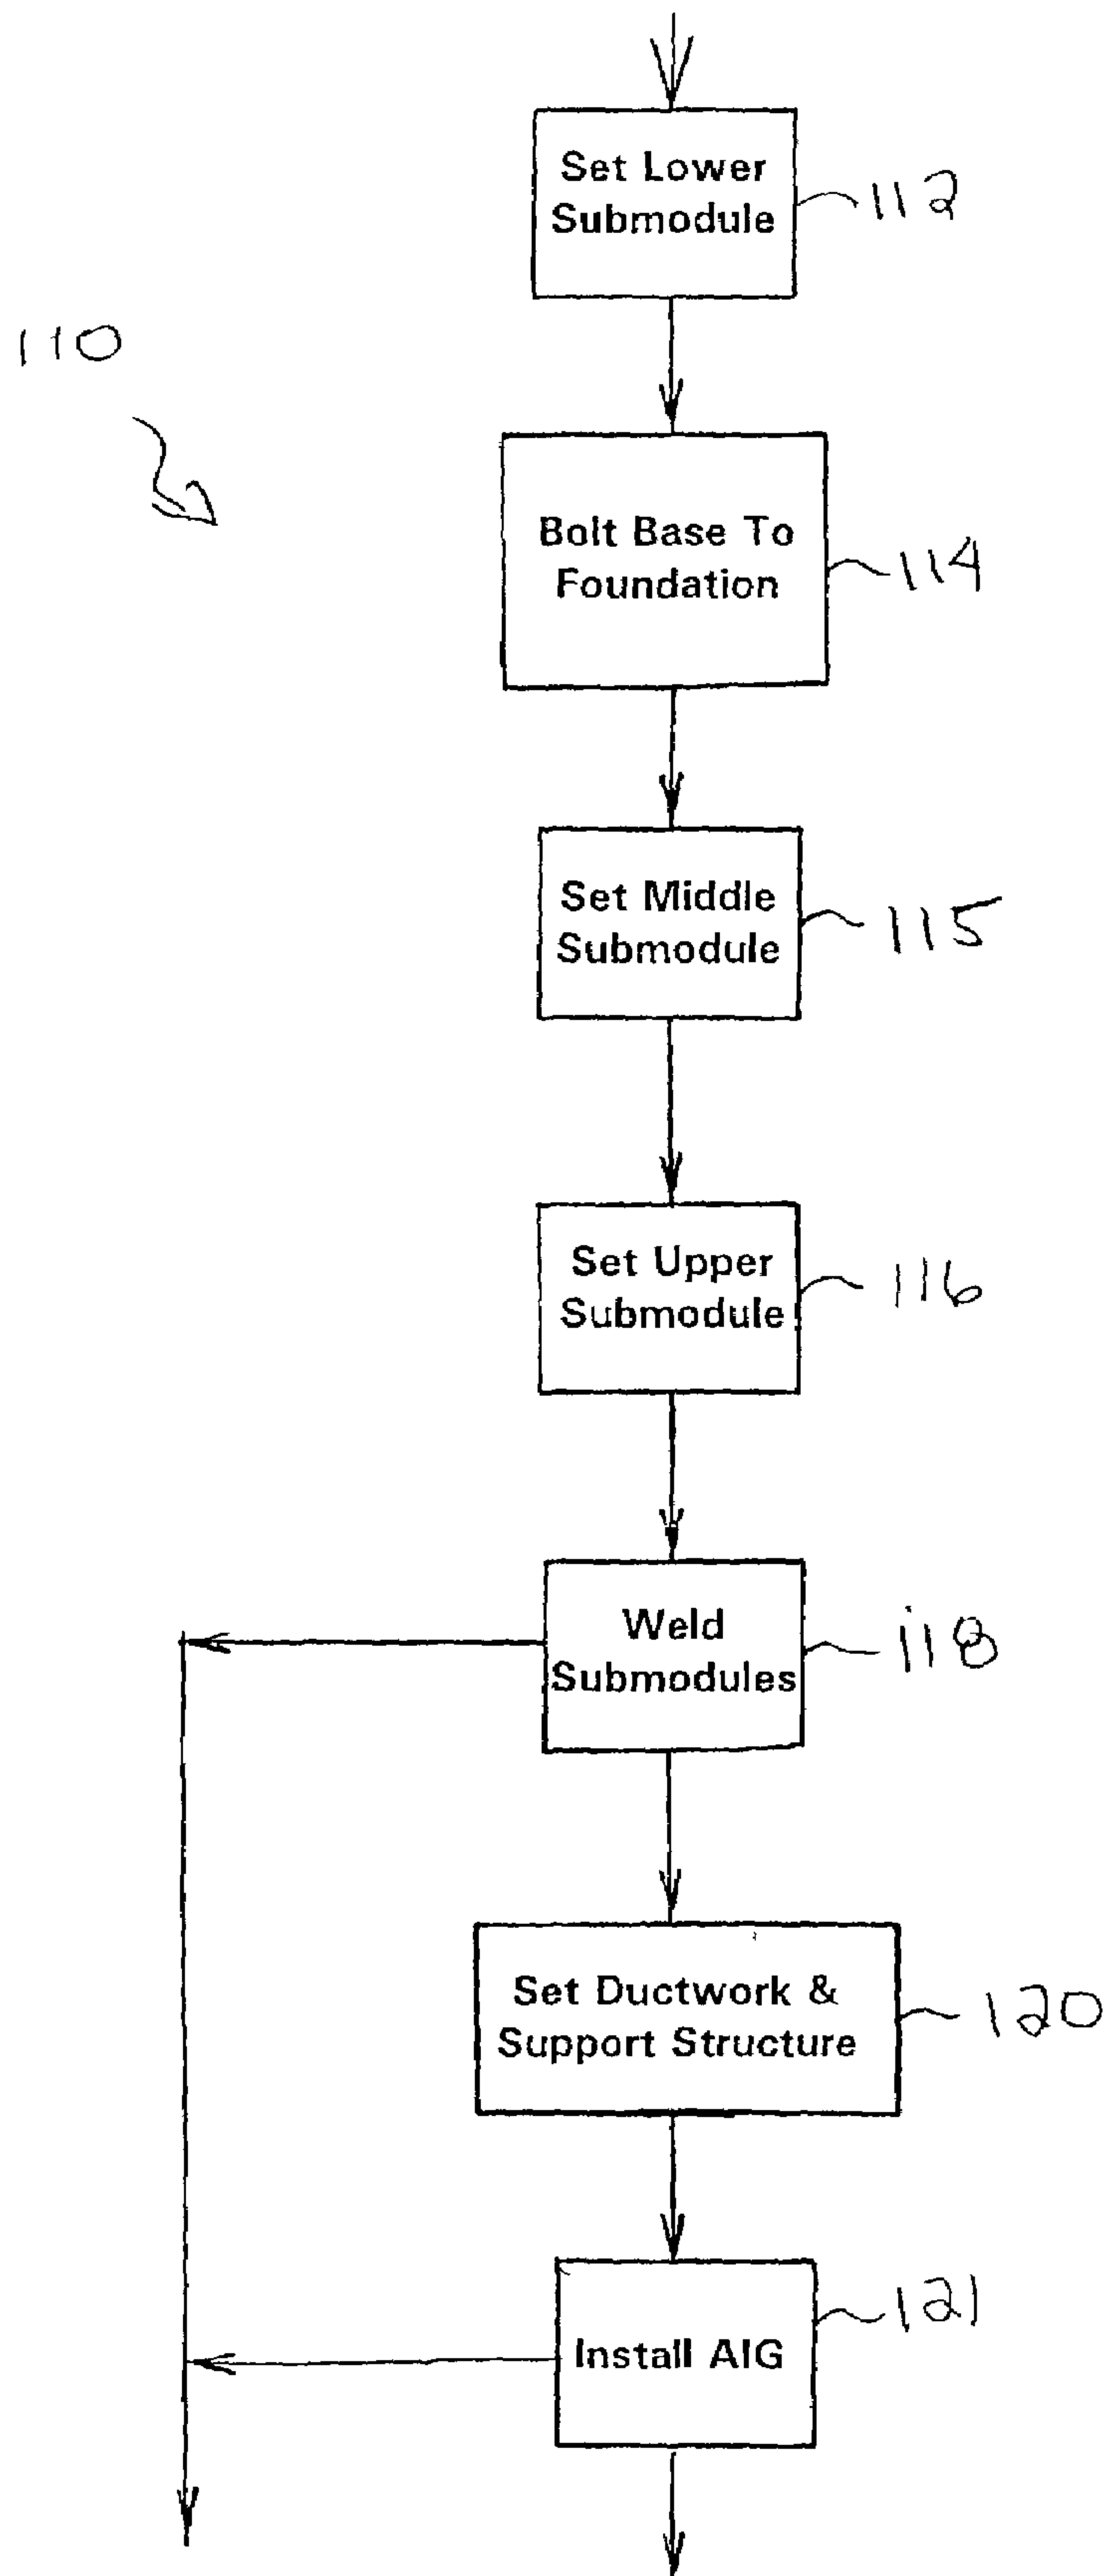 Set Lower
Submodule
112
110
Bolt Base To
Foundation
114
Set Middle
Submodule
115
Set Upper
Submodule
116
Weld
Submodules
118
Set Ductwork &
Support Structure
120
Install AIG
121